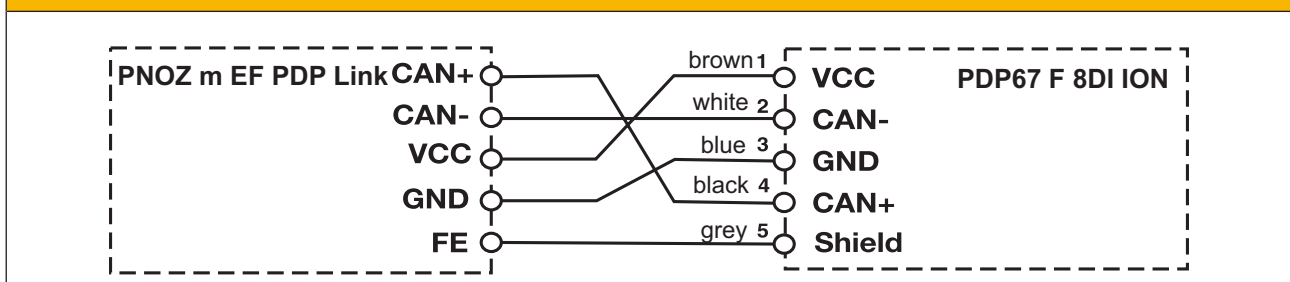 PNOZ m EF PDP Link CAN+ brown 1 VCC PDP67 F 8DI ION
CAN- white 2 CAN-
VCC blue 3 GND
GND black 4 CAN+
FE grey 5 Shield